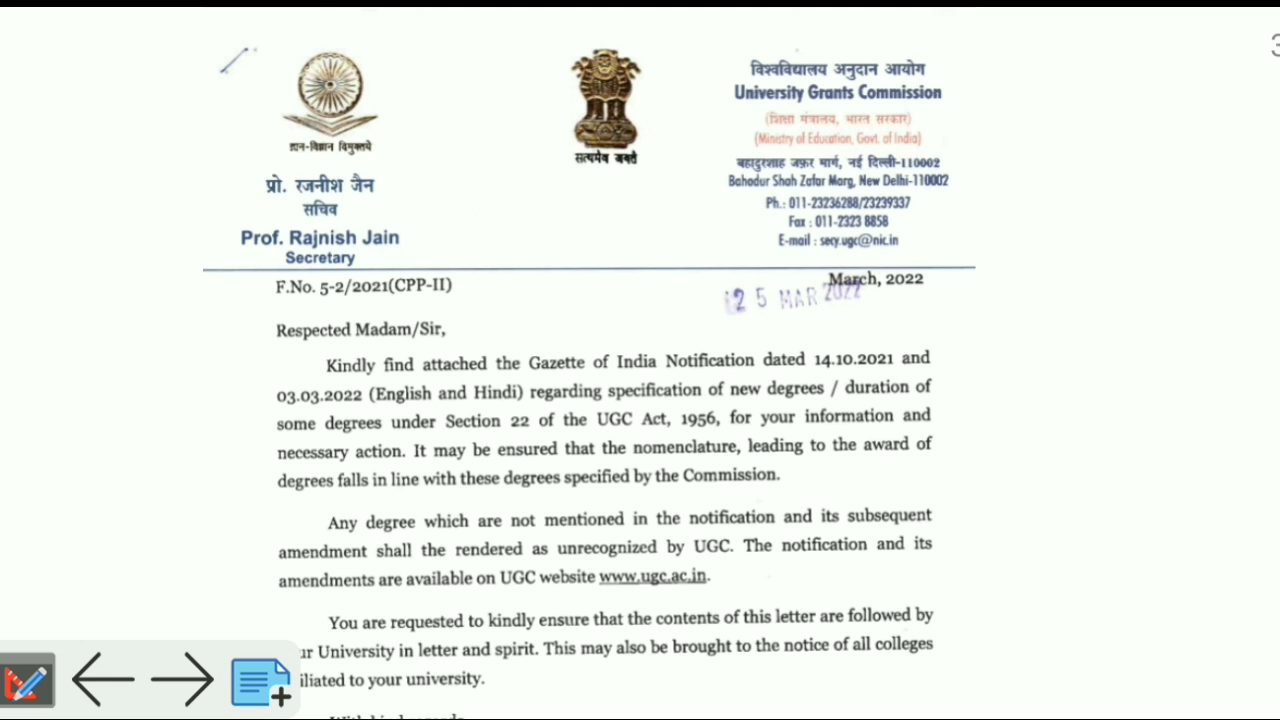 ज्ञान-विज्ञान विमुक्तये
प्रो. रजनीश जैन
सचिव
Prof. Rajnish Jain
Secretary
सत्यमेव जयते
विश्वविद्यालय अनुदान आयोग
University Grants Commission
(शिक्षा मंत्रालय, भारत सरकार)
(Ministry of Education, Govt. of India)
बहादुरशाह ज़फ़र मार्ग, नई दिल्ली-110002
Bahadur Shah Zafar Marg, New Delhi-110002
Ph.: 011-23236288/23239337
Fax : 011-2323 8858
E-mail : secy.ugc@nic.in
F.No. 5-2/2021(CPP-II)
March, 2022
25 MAR 2022
Respected Madam/Sir,
Kindly find attached the Gazette of India Notification dated 14.10.2021 and
03.03.2022 (English and Hindi) regarding specification of new degrees / duration of
some degrees under Section 22 of the UGC Act, 1956, for your information and
necessary action. It may be ensured that the nomenclature, leading to the award of
degrees falls in line with these degrees specified by the Commission.
Any degree which are not mentioned in the notification and its subsequent
amendment shall the rendered as unrecognized by UGC. The notification and its
amendments are available on UGC website www.ugc.ac.in.
You are requested to kindly ensure that the contents of this letter are followed by
ur University in letter and spirit. This may also be brought to the notice of all colleges
iliated to your university.
3